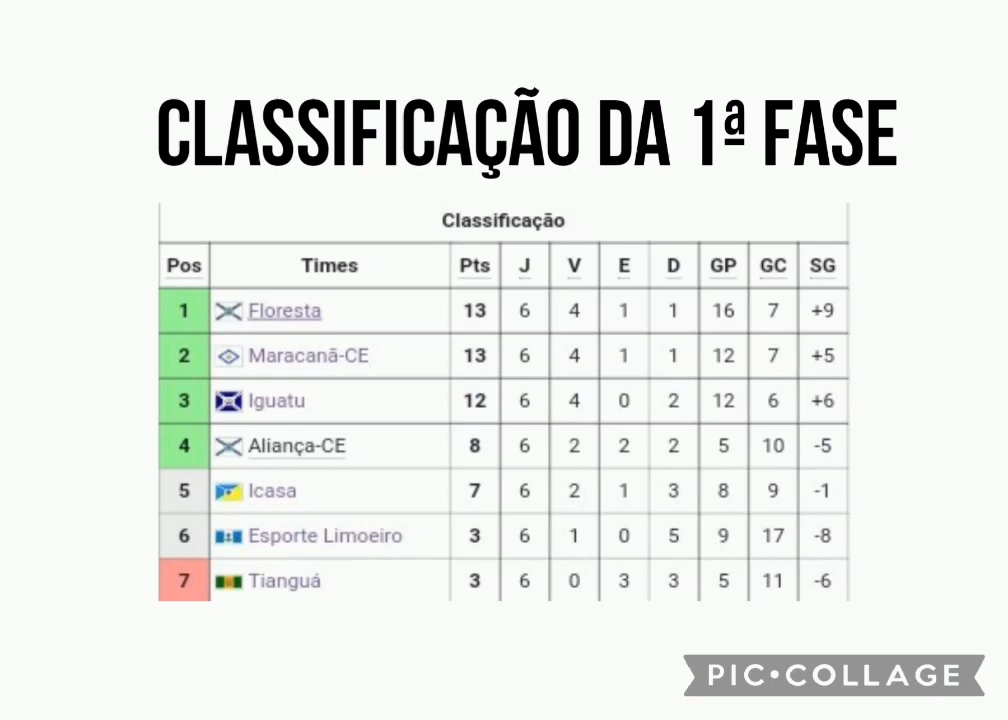 CLASSIFICAÇÃO DA 1ª FASE
Classificação
Pos Times Pts J V E D GP GC SG
1 Floresta 13 6 4 1 1 16 7 +9
2 Maracanã-CE 13 6 4 1 1 12 7 +5
3 Iguatu 12 6 4 0 2 12 6 +6
4 Aliança-CE 8 6 2 2 2 5 10 -5
5 Icasa 7 6 2 1 3 8 9 -1
6 Esporte Limoeiro 3 6 1 0 5 9 17 -8
7 Tianguá 3 6 0 3 3 5 11 -6
PIC•COLLAGE